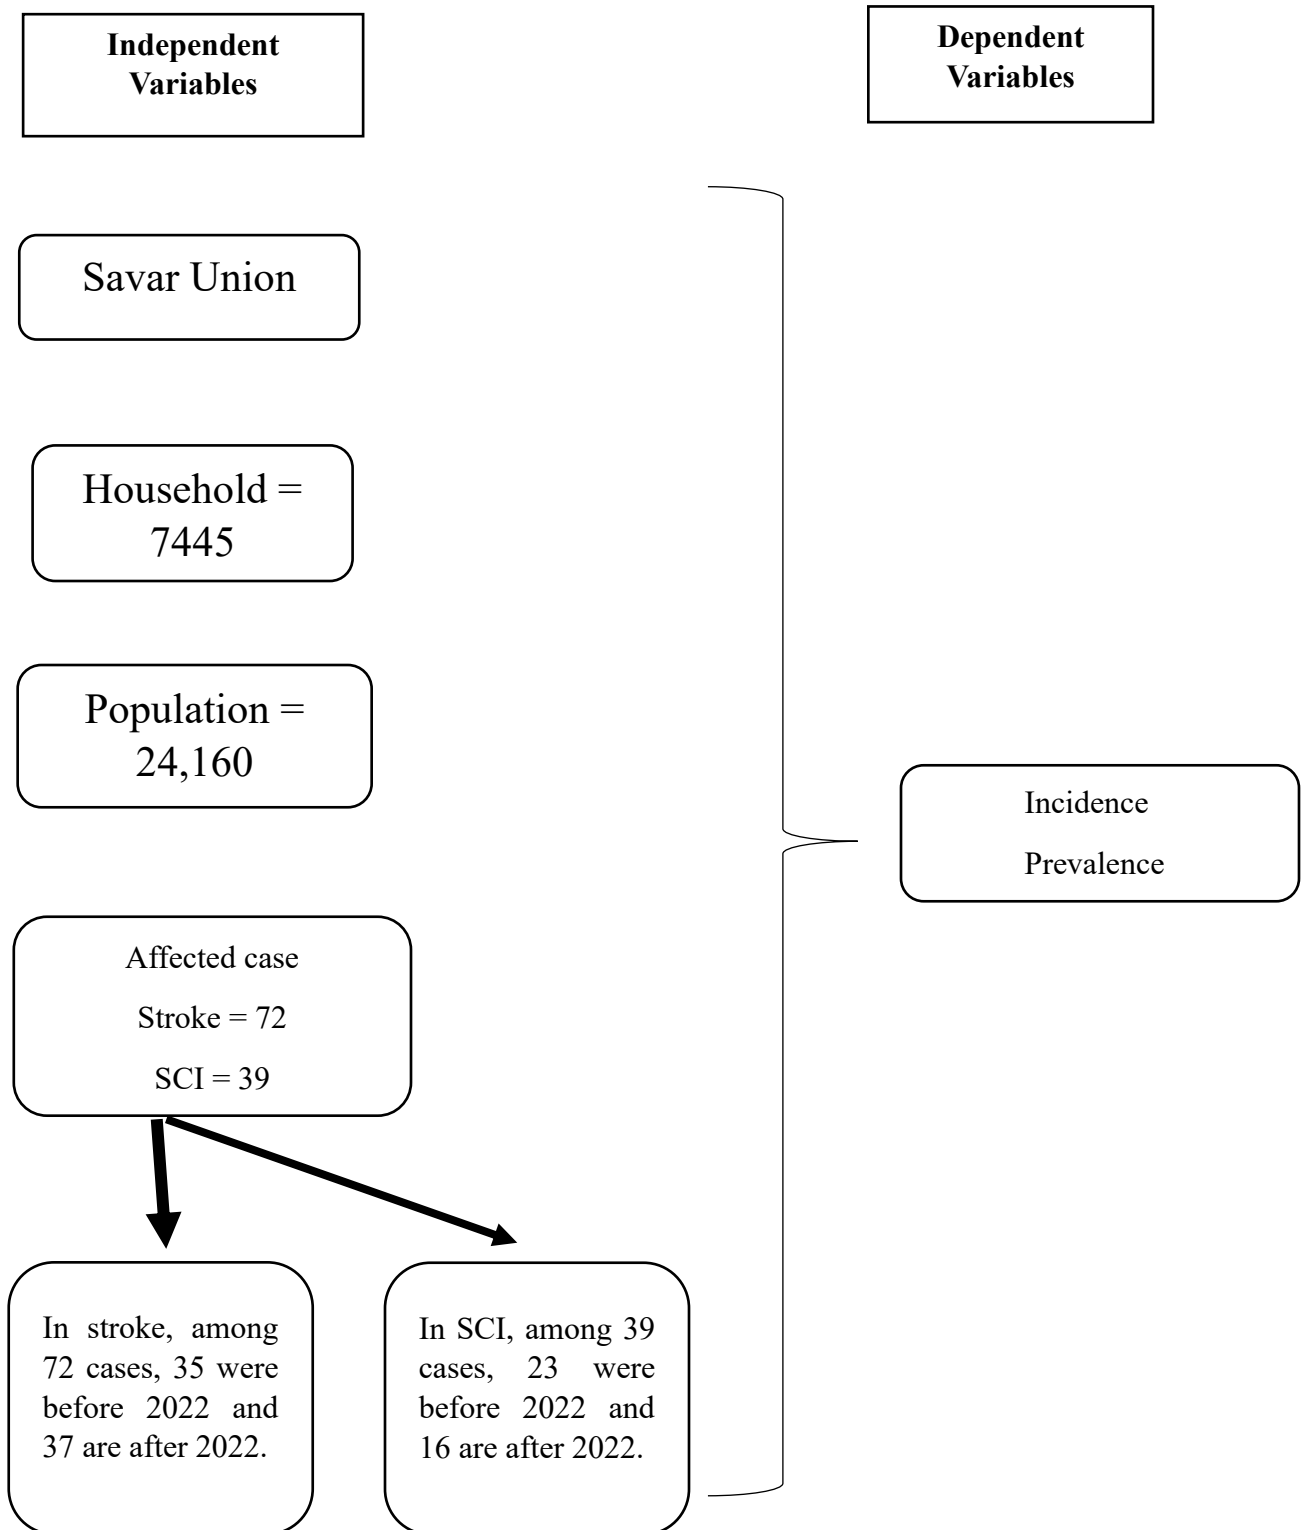 Independent
Variables
Dependent
Variables
Savar Union
Household =
7445
Population =
24,160
Incidence
Prevalence
Affected case
Stroke = 72
SCI = 39
In stroke, among
72 cases, 35 were
before 2022 and
37 are after 2022.
In SCI, among 39
cases, 23 were
before 2022 and
16 are after 2022.